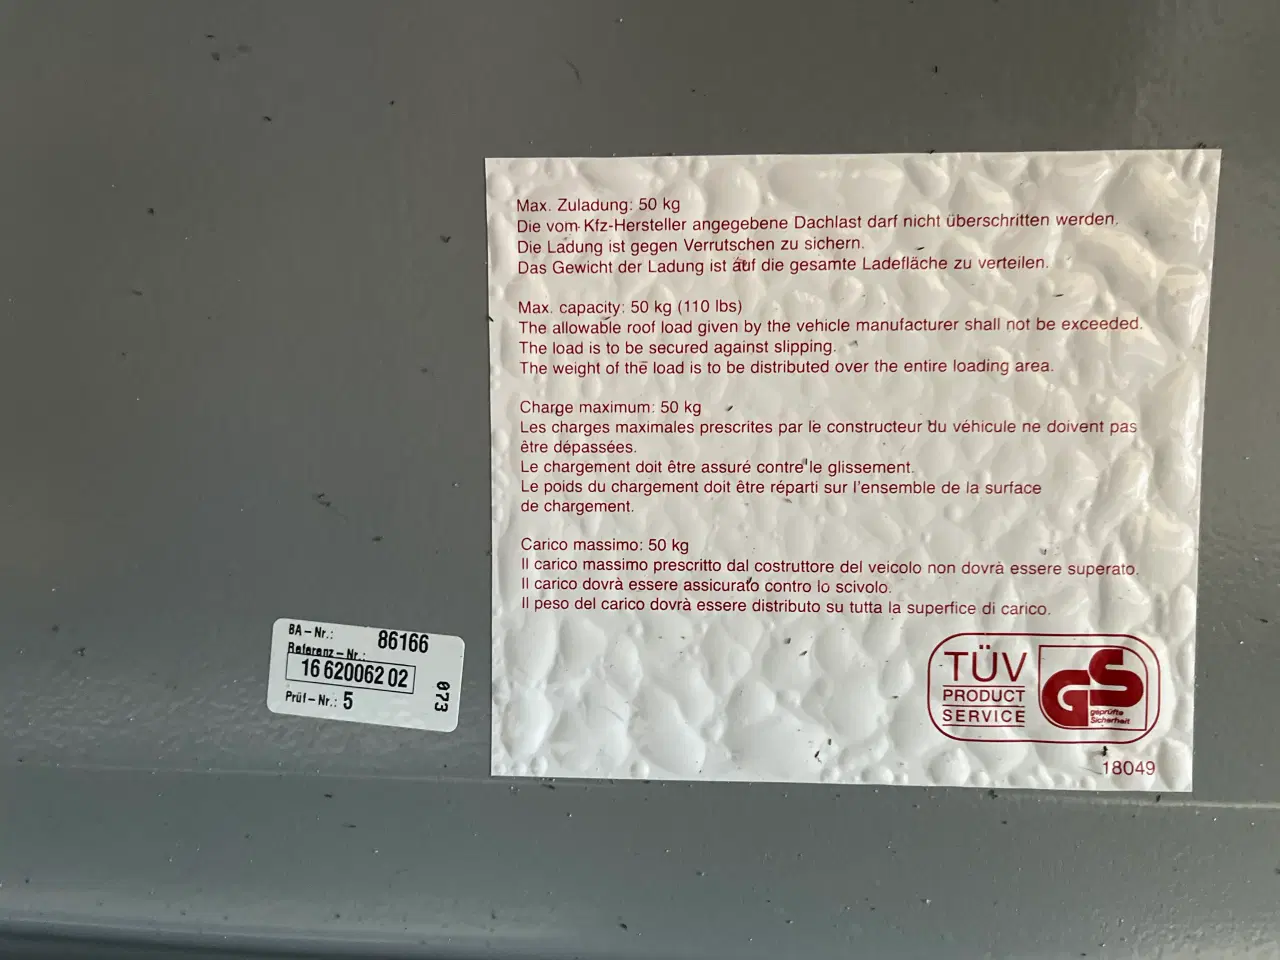 Max. Zuladung: 50 kg
Die vom Kfz-Hersteller angegebene Dachlast darf nicht überschritten werden.
Die Ladung ist gegen Verrutschen zu sichern.
Das Gewicht der Ladung ist auf die gesamte Ladefläche zu verteilen.
Max. capacity: 50 kg (110 lbs)
The allowable roof load given by the vehicle manufacturer shall not be exceeded.
The load is to be secured against slipping.
The weight of the load is to be distributed over the entire loading area.
Charge maximum: 50 kg
Les charges maximales prescrites par le constructeur du véhicule ne doivent pas
être dépassées.
Le chargement doit être assuré contre le glissement.
Le poids du chargement doit être réparti sur l'ensemble de la surface
de chargement.
Carico massimo: 50 kg
Il carico massimo prescritto dal costruttore del veicolo non dovrà essere superato.
Il carico dovrà essere assicurato contro lo scivolo.
Il peso del carico dovrà essere distributo su tutta la superfice di carico.
TÜV
PRODUCT
SERVICE
GS
geprüfte
Sicherheit
18049
BA-Nr.: 86166
Referenz-Nr.:
16 620062 02
Prüf-Nr.: 5
073